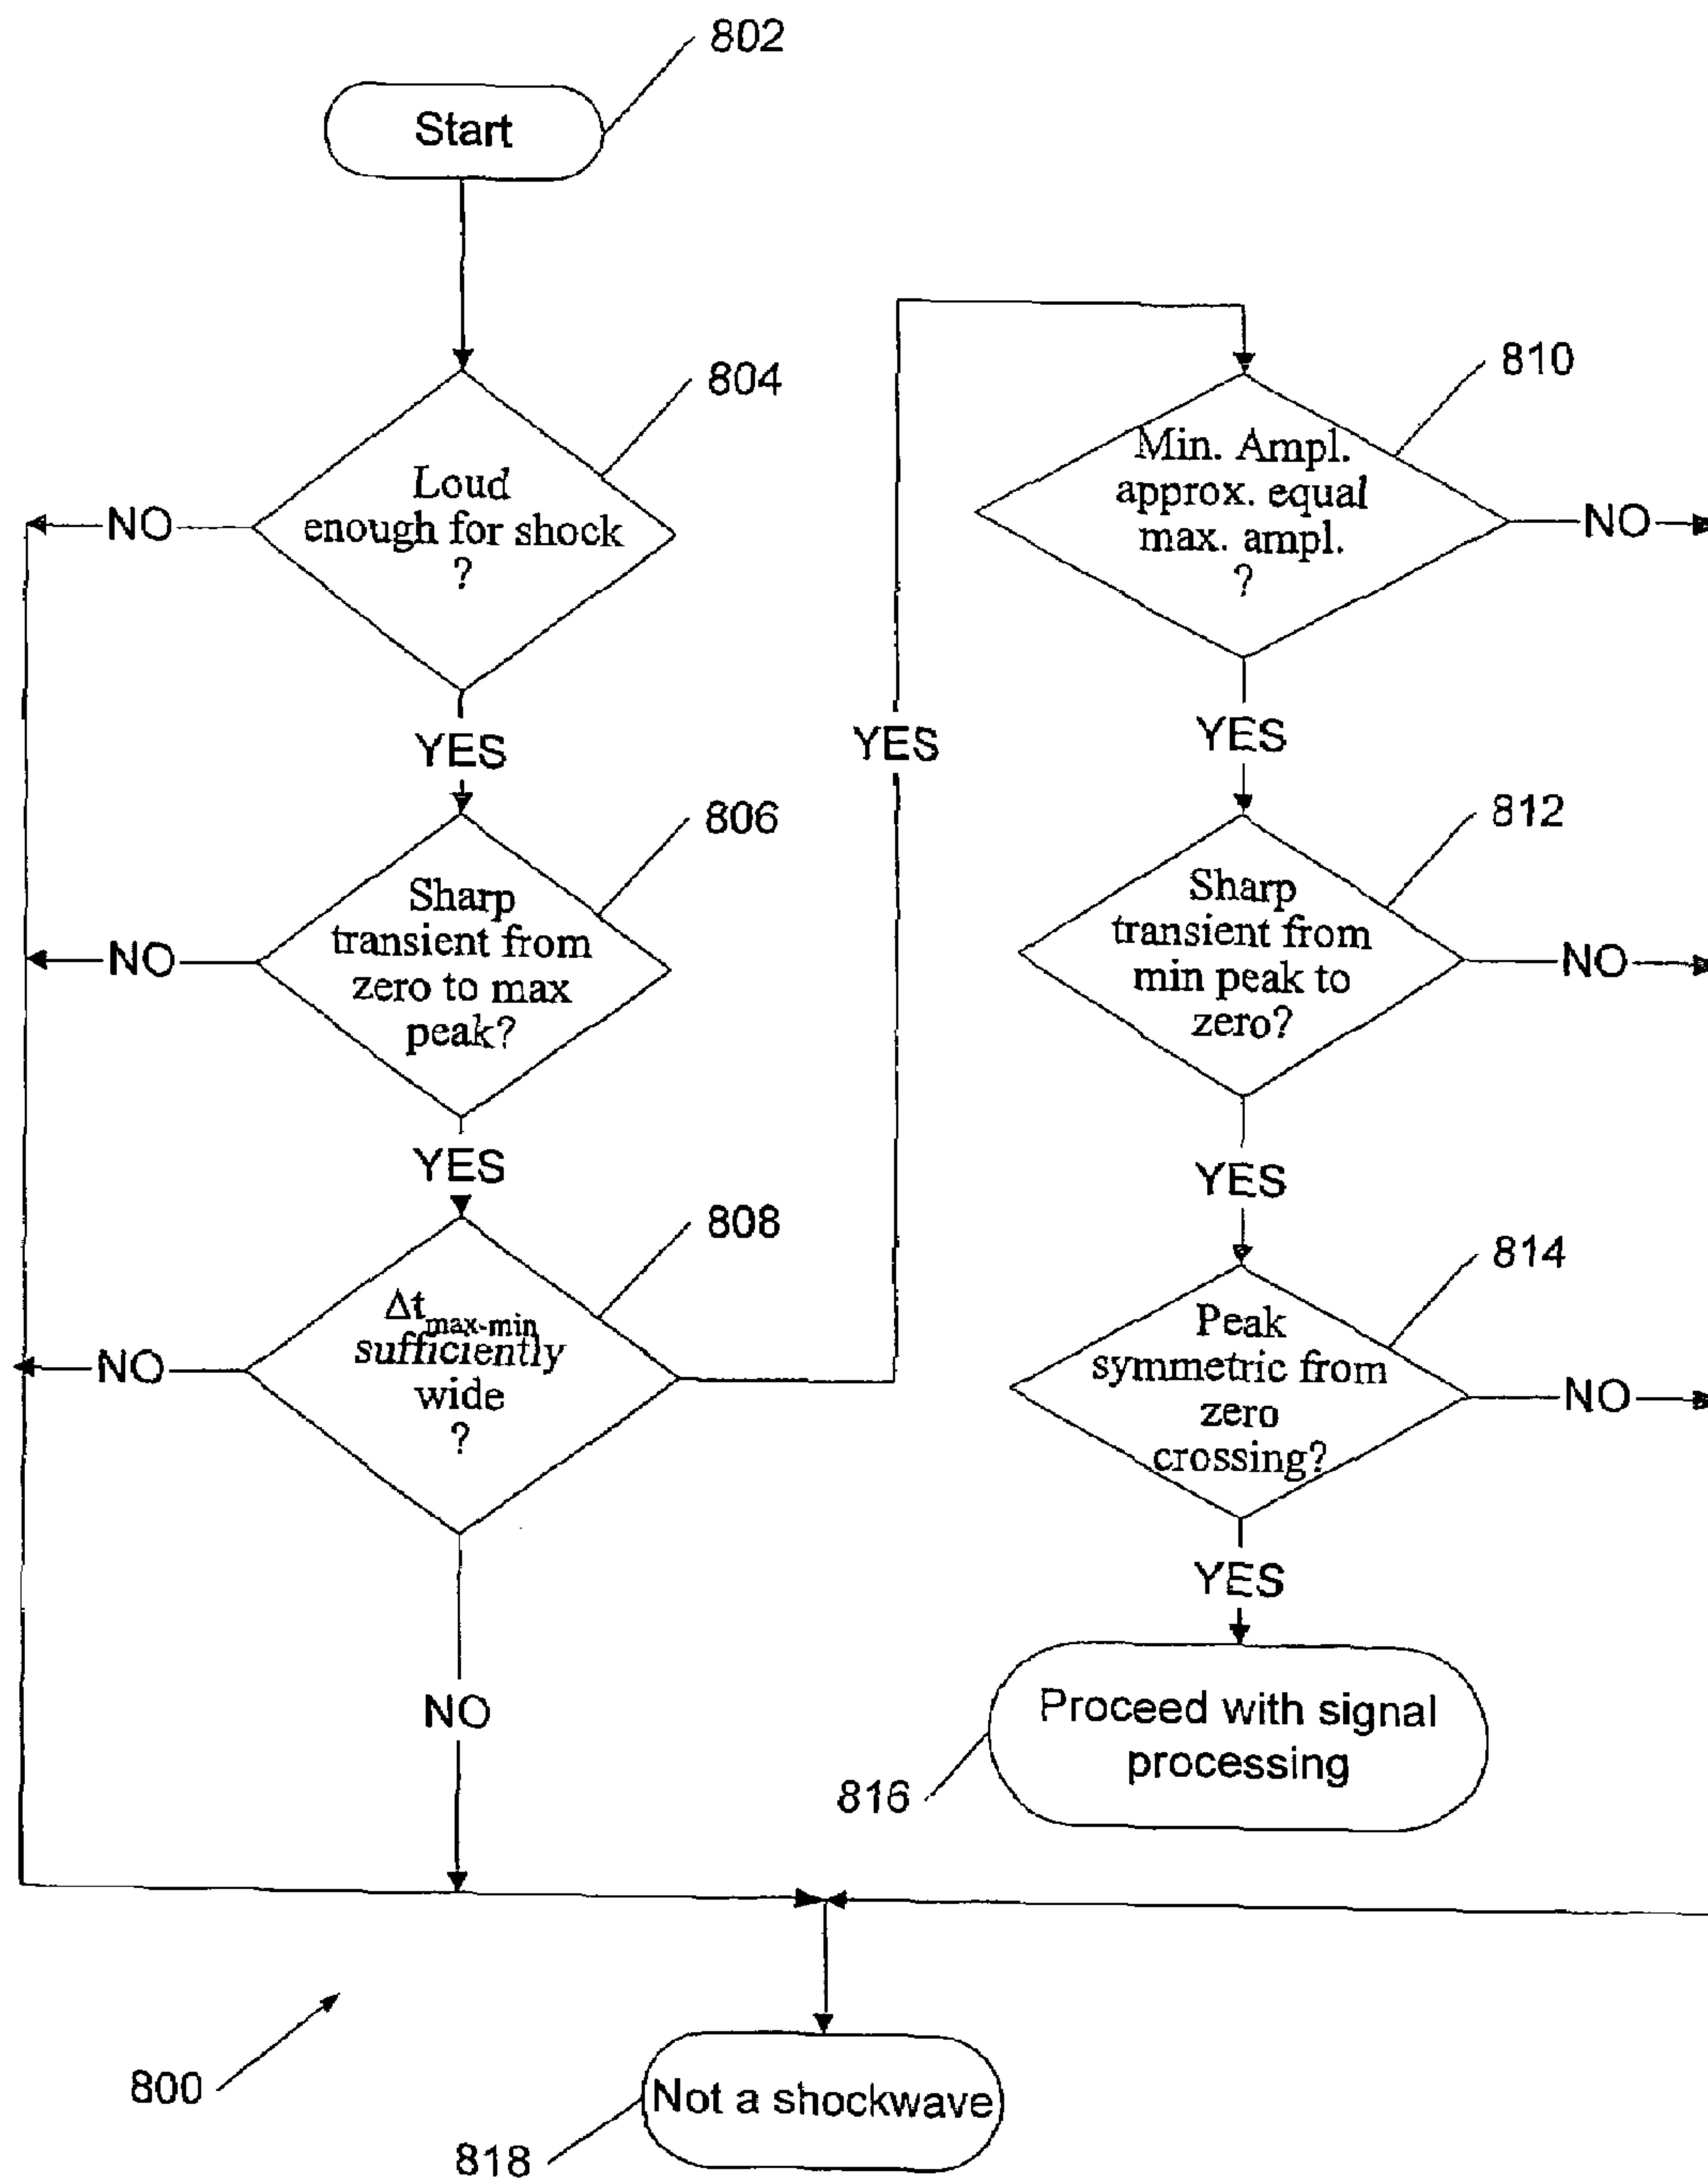 802
Start
804
Loud
enough for shock
?
NO
YES
806
Sharp
transient from
zero to max
peak?
NO
YES
808
Δt max-min
sufficiently
wide
?
NO
YES
NO
810
Min. Ampl.
approx. equal
max. ampl.
?
NO
YES
812
Sharp
transient from
min peak to
zero?
NO
YES
814
Peak
symmetric from
zero
crossing?
NO
YES
Proceed with signal
processing
816
800
Not a shockwave
818